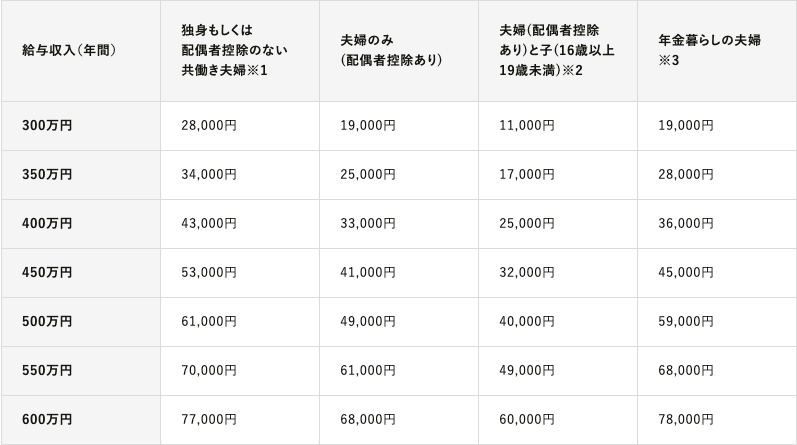 給与収入(年間)
独身もしくは
配偶者控除のない
共働き夫婦※1
夫婦のみ
(配偶者控除あり)
夫婦(配偶者控除
あり)と子(16歳以上
19歳未満)※2
年金暮らしの夫婦
※3
300万円 28,000円 19,000円 11,000円 19,000円
350万円 34,000円 25,000円 17,000円 28,000円
400万円 43,000円 33,000円 25,000円 36,000円
450万円 53,000円 41,000円 32,000円 45,000円
500万円 61,000円 49,000円 40,000円 59,000円
550万円 70,000円 61,000円 49,000円 68,000円
600万円 77,000円 68,000円 60,000円 78,000円